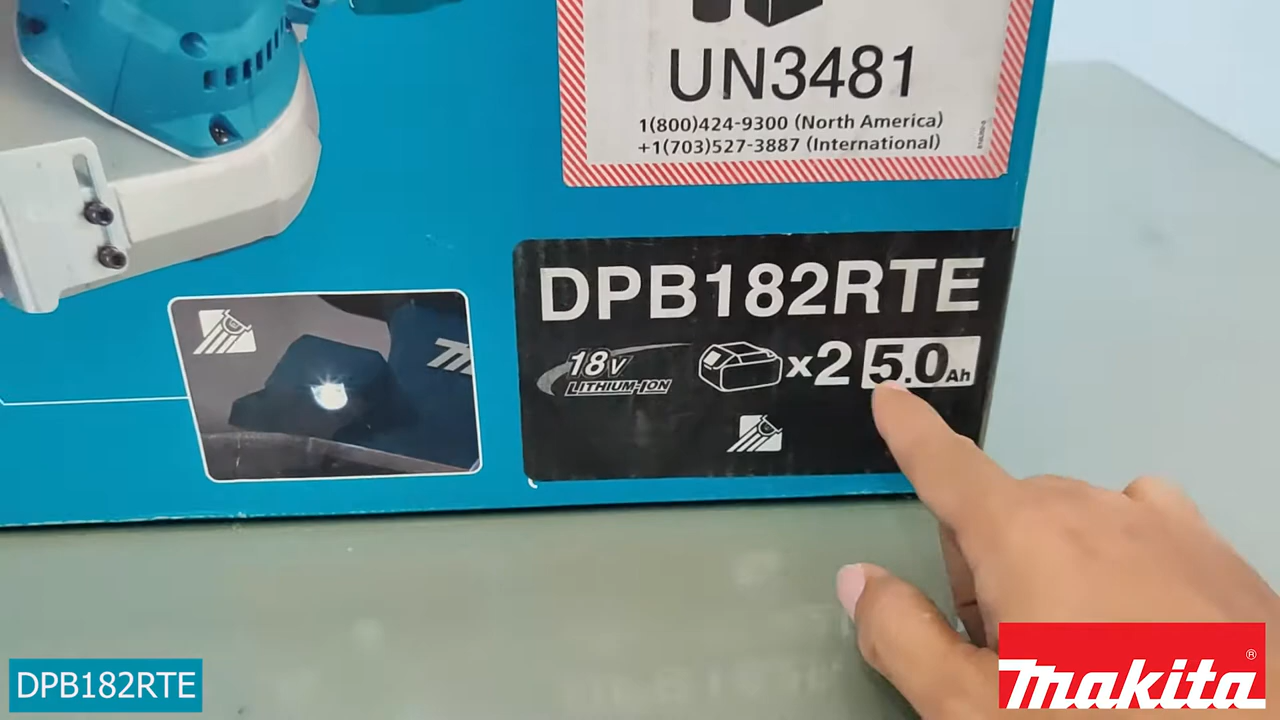 UN3481
1(800)424-9300 (North America)
+1(703)527-3887 (International)
DPB182RTE
18V
LITHIUM-ION
x2 5.0Ah
DPB182RTE
makita®